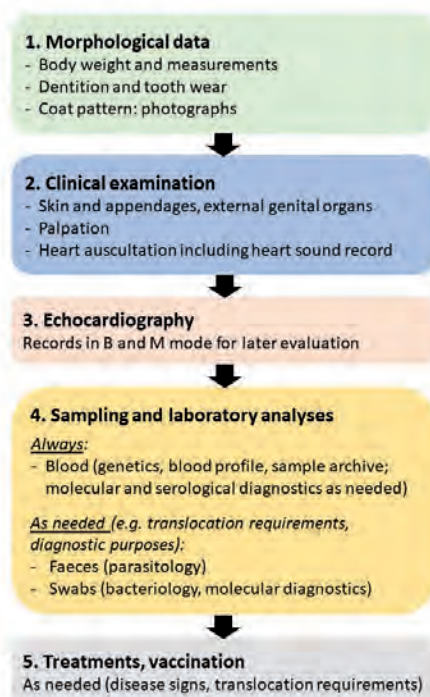 1. Morphological data
- Body weight and measurements
- Dentition and tooth wear
- Coat pattern: photographs
2. Clinical examination
- Skin and appendages, external genital organs
- Palpation
- Heart auscultation including heart sound record
3. Echocardiography
Records in B and M mode for later evaluation
4. Sampling and laboratory analyses
Always:
- Blood (genetics, blood profile, sample archive;
molecular and serological diagnostics as needed)
As needed (e.g. translocation requirements,
diagnostic purposes):
- Faeces (parasitology)
- Swabs (bacteriology, molecular diagnostics)
5. Treatments, vaccination
As needed (disease signs, translocation requirements)